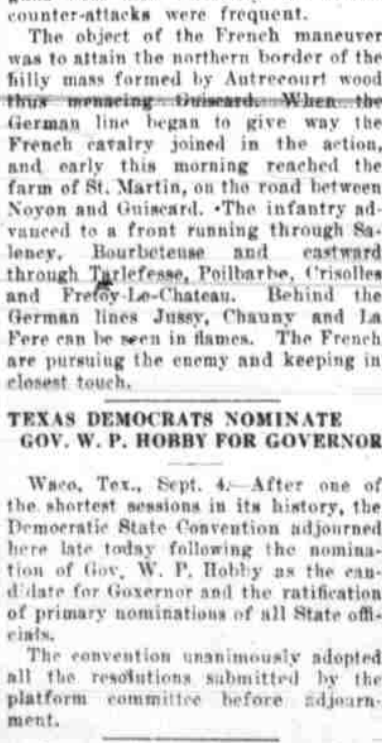 counter-attacks were frequent.
The object of the French maneuver
was to attain the northern border of the
hilly mass formed by Autrecourt wood
thus menacing Guiscard. When the
German line began to give way the
French cavalry joined in the action,
and early this morning reached the
farm of St. Martin, on the road between
Noyon and Guiscard. •The infantry ad-
vanced to a front running through Sa-
lency, Bourbeteuse and eastward
through Tarlefesse, Poilbarbe, Crisolles
and Fretoy-Le-Chateau. Behind the
German lines Jussy, Chauny and La
Fere can be seen in flames. The French
are pursuing the enemy and keeping in
closest touch.
TEXAS DEMOCRATS NOMINATE
GOV. W. P. HOBBY FOR GOVERNOR
Waco, Tex., Sept. 4.—After one of
the shortest sessions in its history, the
Democratic State Convention adjourned
here late today following the nomina-
tion of Gov. W. P. Hobby as the can-
d'date for Goxernor and the ratification
of primary nominations of all State offi-
cials.
The convention unanimously adopted
all the resolutions submitted by the
platform committee before adjourn-
ment.